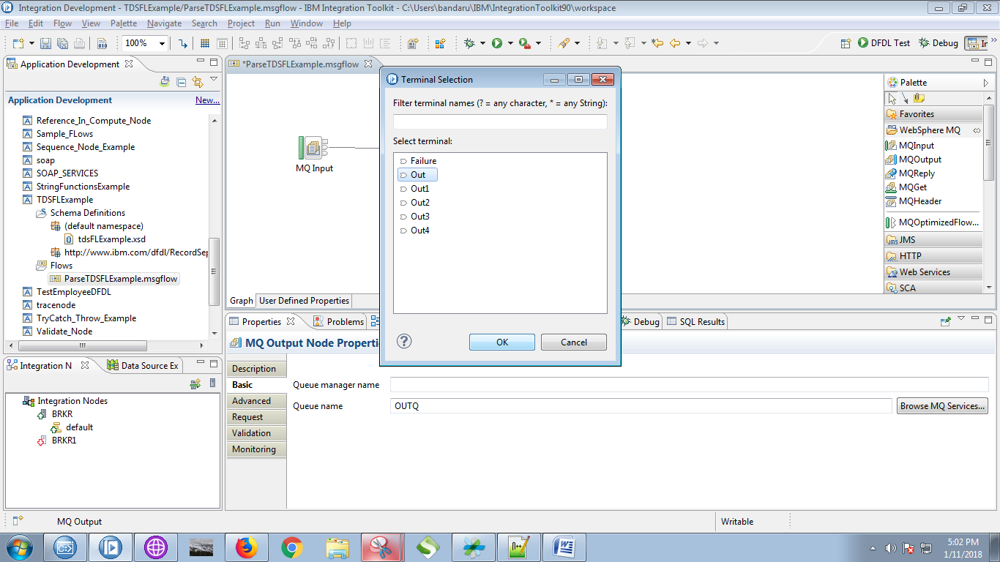 Integration Development - TDSFLExample/ParseTDSFLExample.msgflow - IBM Integration Toolkit - C:\Users\bandaru\IBM\IntegrationToolkit90\workspace
File Edit Flow View Palette Navigate Search Project Run Window Help
100%
DFDL Test
Debug
Application Development
Application Development
New...
Reference_In_Compute_Node
Sample_FLows
Sequence_Node_Example
soap
SOAP_SERVICES
StringFunctionsExample
TDSFLExample
Schema Definitions
(default namespace)
tdsFLExample.xsd
http://www.ibm.com/dfdl/RecordSep
Flows
ParseTDSFLExample.msgflow
TestEmployeeDFDL
tracenode
TryCatch_Throw_Example
Validate_Node
Integration N
Data Source Ex
Integration Nodes
BRKR
default
BRKR1
*ParseTDSFLExample.msgflow
MQ Input
Graph
User Defined Properties
Terminal Selection
Filter terminal names (? = any character, * = any String):
Select terminal:
Failure
Out
Out1
Out2
Out3
Out4
OK
Cancel
Palette
Favorites
WebSphere MQ
MQInput
MQOutput
MQReply
MQGet
MQHeader
MQOptimizedFlow...
JMS
HTTP
Web Services
SCA
Properties
Problems
Debug
SQL Results
MQ Output Node Properti
Description
Basic
Advanced
Request
Validation
Monitoring
Queue manager name
Queue name
OUTQ
Browse MQ Services...
MQ Output
Writable
5:02 PM
1/11/2018